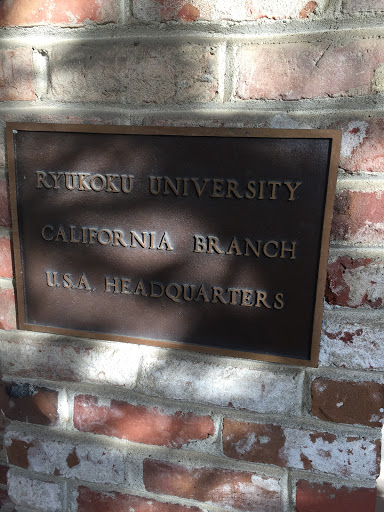 RYUKOKU UNIVERSITY
CALIFORNIA BRANCH
U.S.A. HEADQUARTERS